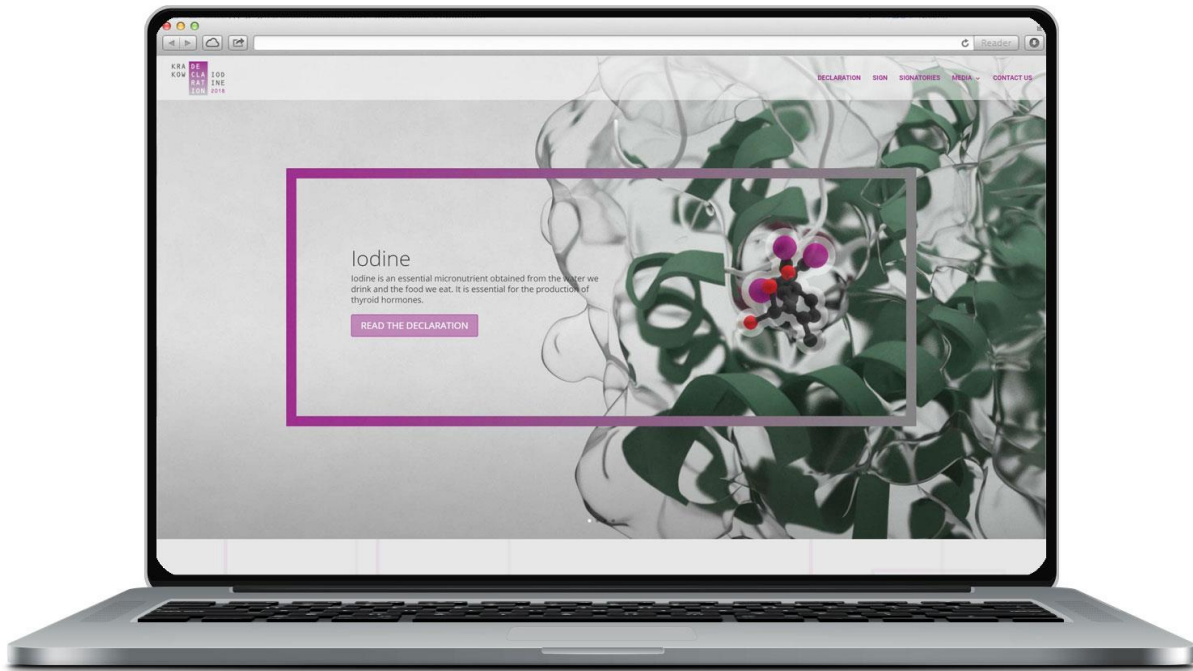 Reader
KRA DE
KOW CLA IOD
RAT INE
ION 2018
DECLARATION SIGN SIGNATORIES MEDIA CONTACT US
Iodine
Iodine is an essential micronutrient obtained from the water we
drink and the food we eat. It is essential for the production of
thyroid hormones.
READ THE DECLARATION